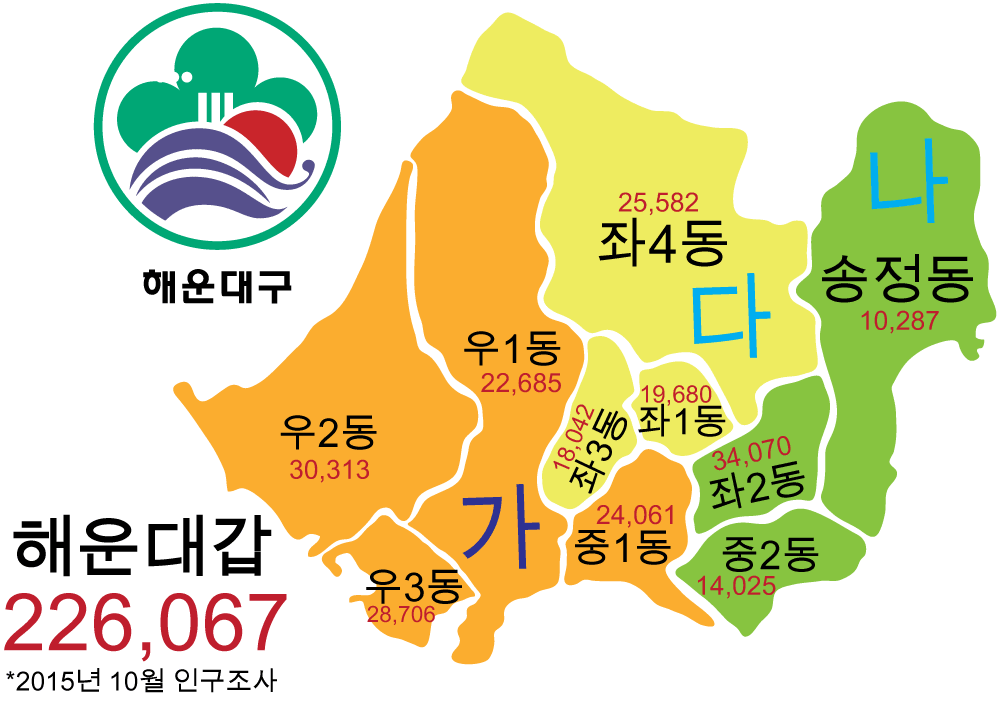 해운대구
나
25,582
좌4동
송정동
10,287
다
우1동
22,685
19,680
좌1동
18,042
좌3동
우2동
30,313
34,070
좌2동
가
24,061
중1동
중2동
14,025
우3동
28,706
해운대갑
226,067
*2015년 10월 인구조사